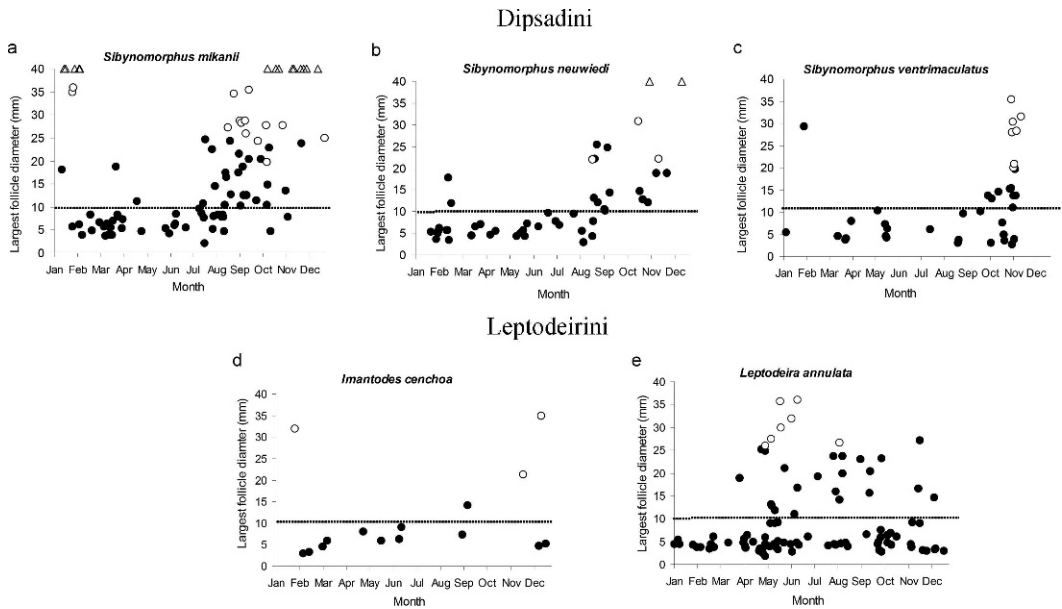 Dipsadini
a
Sibynomorphus mikanii
Largest follicle diameter (mm)
40
35
30
25
20
15
10
5
0
Jan Feb Mar Apr May Jun Jul Aug Sep Oct Nov Dec
Month
b
Sibynomorphus neuwiedi
Largest follicle diameter (mm)
40
35
30
25
20
15
10
5
0
Jan Feb Mar Apr May Jun Jul Aug Sep Oct Nov Dec
Month
c
SIbynomorphus ventrimaculatus
Largest follicle diameter (mm)
40
35
30
25
20
15
10
5
0
Jan Feb Mar Apr May Jun Jul Aug Sep Oct Nov Dec
Month
Leptodeirini
d
Imantodes cenchoa
Largest follicle diameter (mm)
40
35
30
25
20
15
10
5
0
Jan Feb Mar Apr May Jun Jul Aug Sep Oct Nov Dec
Month
e
Leptodeira annulata
Largest follicle diameter (mm)
40
35
30
25
20
15
10
5
0
Jan Feb Mar Apr May Jun Jul Aug Sep Oct Nov Dec
Month